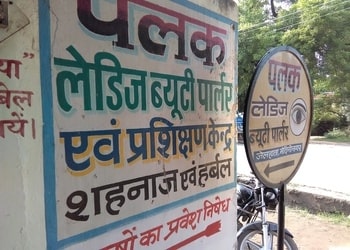 पलक
लेडिज ब्यूटी पार्लर
एवं प्रशिक्षण केन्द्र
शहनाज एवं हर्बल
का प्रवेश निषेध
पलक
लेडिज
ब्यूटी पार्लर